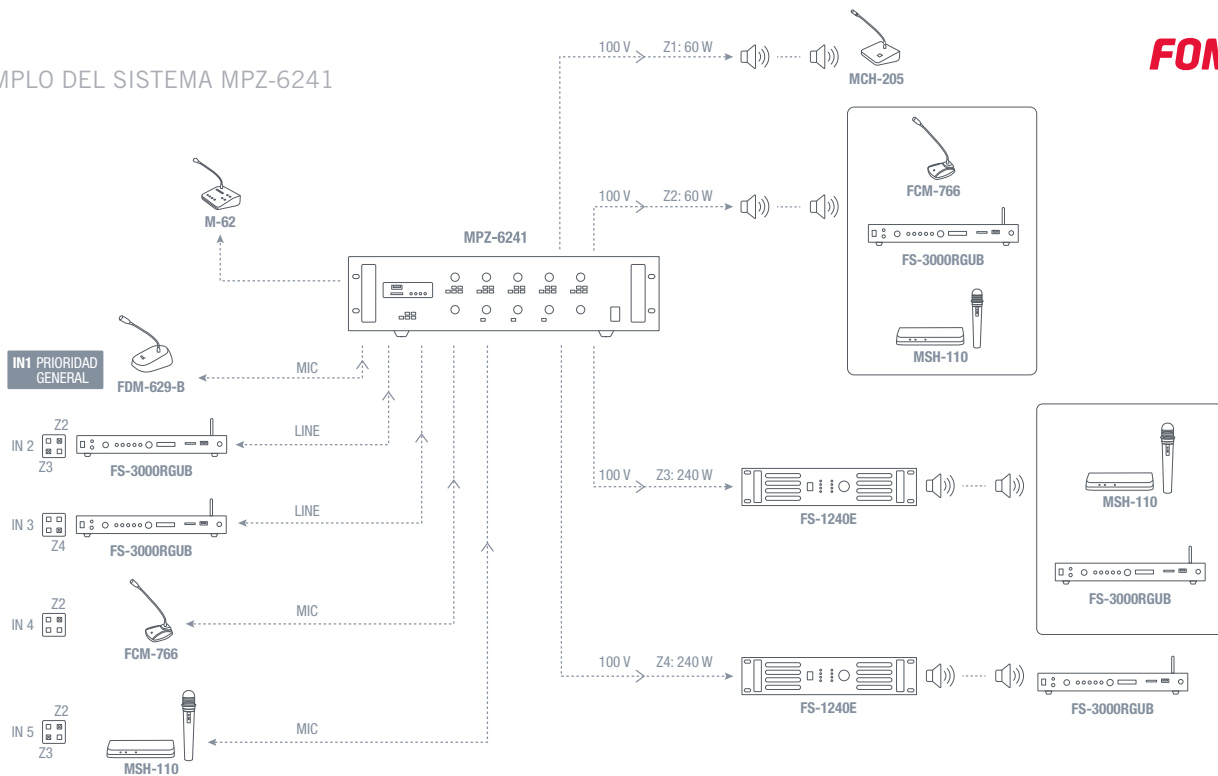 MPLO DEL SISTEMA MPZ-6241
FOM
100 V
Z1: 60 W
MCH-205
M-62
100 V
Z2: 60 W
FCM-766
FS-3000RGUB
MSH-110
MPZ-6241
IN1 PRIORIDAD
GENERAL
FDM-629-B
MIC
IN 2
Z2
Z3
FS-3000RGUB
LINE
IN 3
Z4
FS-3000RGUB
LINE
IN 4
Z2
FCM-766
MIC
IN 5
Z2
Z3
MSH-110
MIC
100 V
Z3: 240 W
FS-1240E
MSH-110
FS-3000RGUB
100 V
Z4: 240 W
FS-1240E
FS-3000RGUB